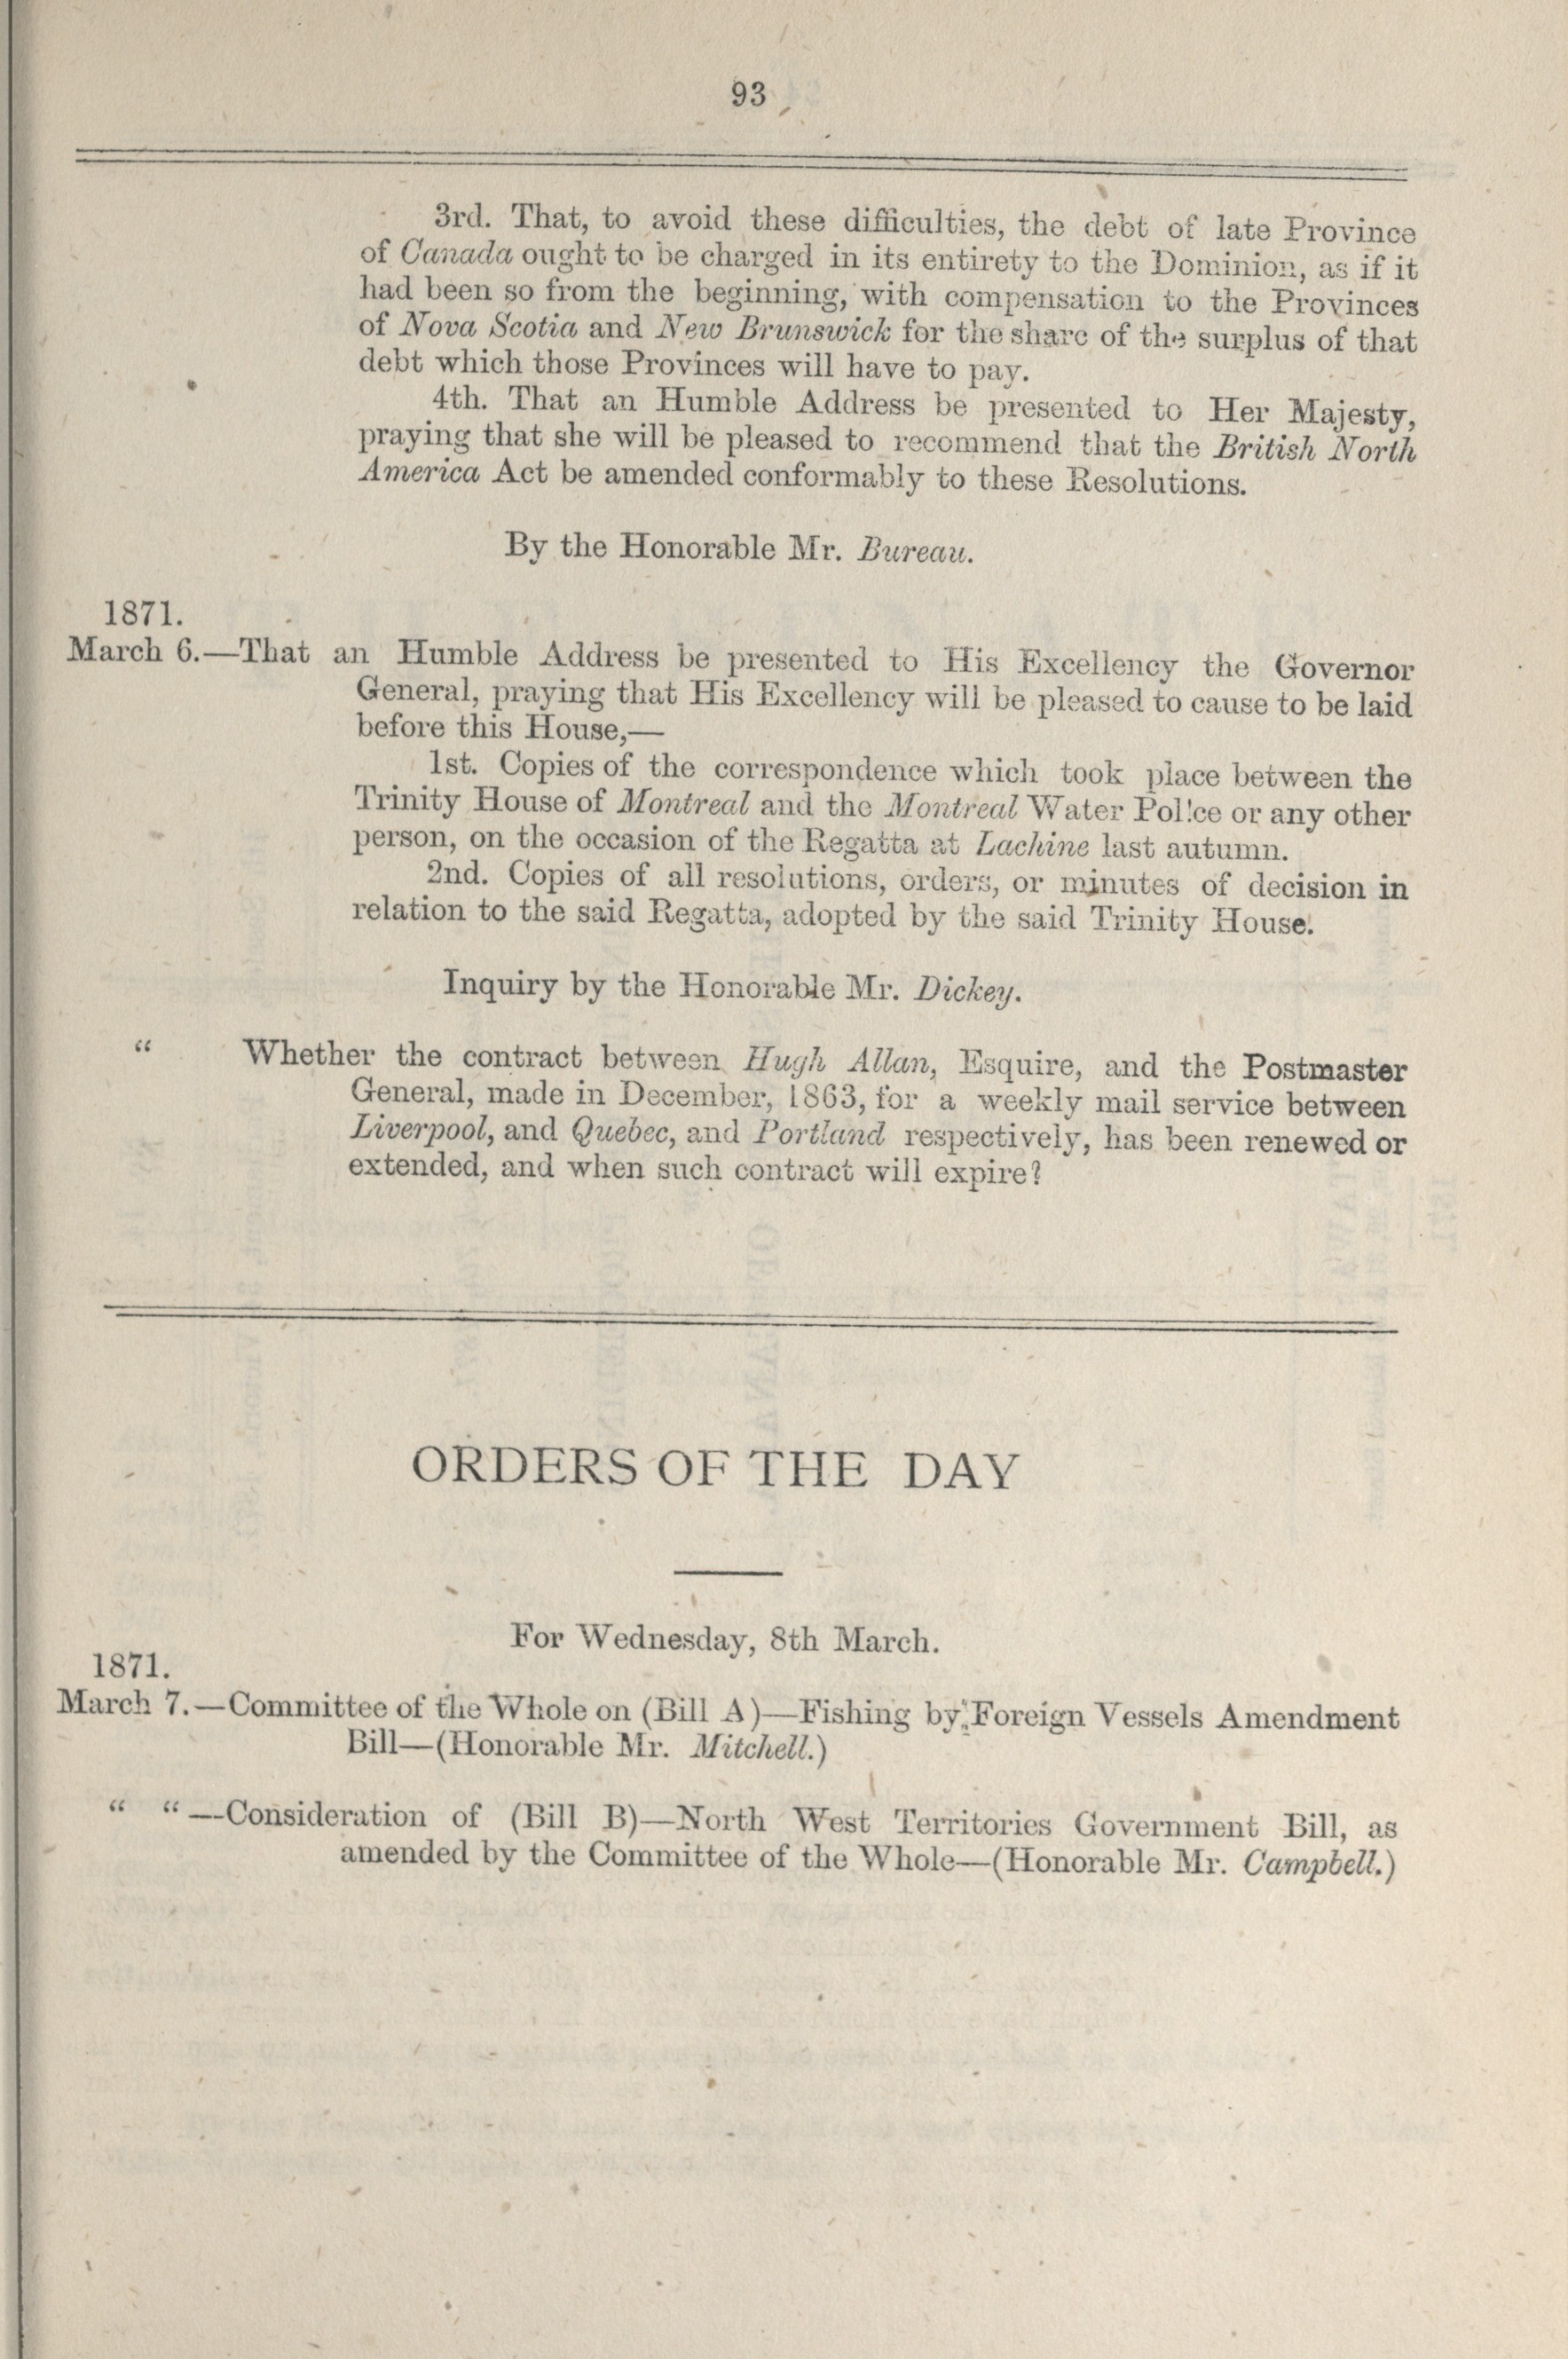 93
3rd. That, to avoid these difficulties, the debt of late Province
of Canada ought to be charged in its entirety to the Dominion, as if it
had been so from the beginning, with compensation to the Provinces
of Nova Scotia and New Brunswick for the share of the surplus of that
debt which those Provinces will have to pay.
4th. That an Humble Address be presented to Her Majesty,
praying that she will be pleased to recommend that the British North
America Act be amended conformably to these Resolutions.
By the Honorable Mr. Bureau.
1871.
March 6.—That an Humble Address be presented to His Excellency the Governor
General, praying that His Excellency will be pleased to cause to be laid
before this House,—
1st. Copies of the correspondence which took place between the
Trinity House of Montreal and the Montreal Water Police or any other
person, on the occasion of the Regatta at Lachine last autumn.
2nd. Copies of all resolutions, orders, or minutes of decision in
relation to the said Regatta, adopted by the said Trinity House.
Inquiry by the Honorable Mr. Dickey.
“ Whether the contract between Hugh Allan, Esquire, and the Postmaster
General, made in December, 1863, for a weekly mail service between
Liverpool, and Quebec, and Portland respectively, has been renewed or
extended, and when such contract will expire?
ORDERS OF THE DAY
For Wednesday, 8th March.
1871.
March 7.—Committee of the Whole on (Bill A)—Fishing by Foreign Vessels Amendment
Bill—(Honorable Mr. Mitchell.)
“ “ —Consideration of (Bill B)—North West Territories Government Bill, as
amended by the Committee of the Whole—(Honorable Mr. Campbell.)